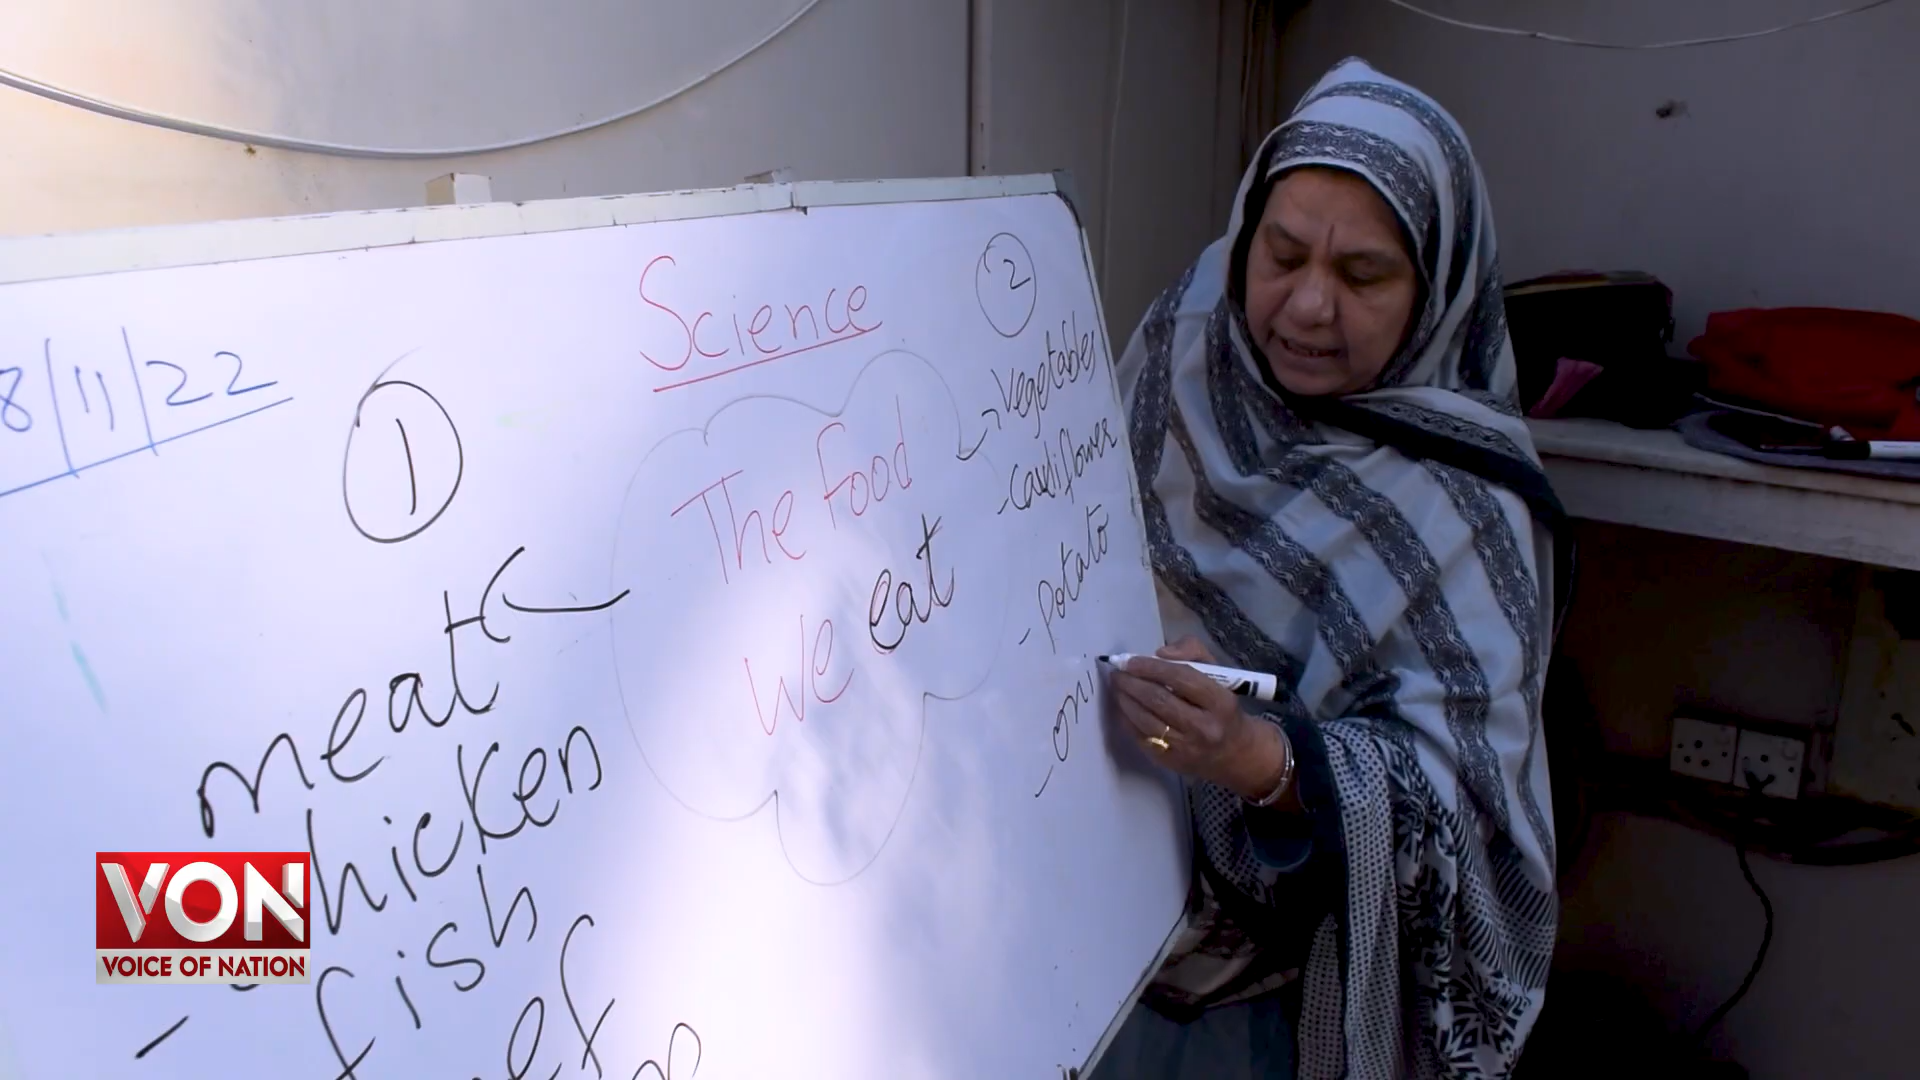 8/11/22
Science
The Food
We eat
1
meat
chicken
fish
2
- Vegetables
- Cauliflower
- potato
- oni
VON
VOICE OF NATION